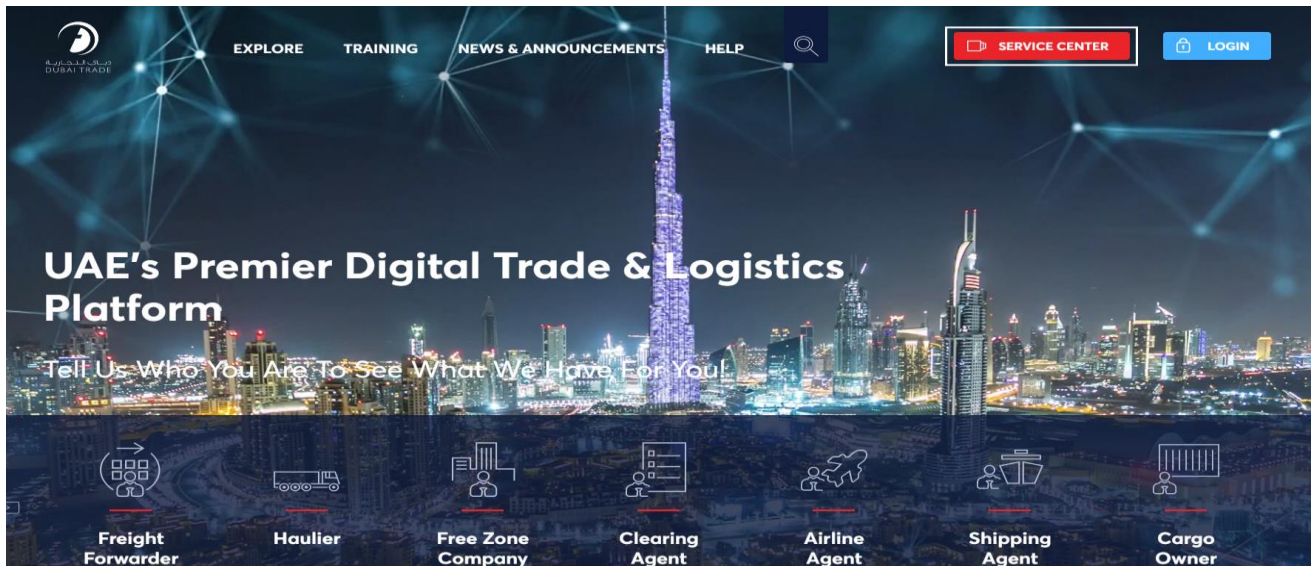 دبي التجارية
DUBAI TRADE
EXPLORE
TRAINING
NEWS & ANNOUNCEMENTS
HELP
SERVICE CENTER
LOGIN
UAE's Premier Digital Trade & Logistics
Platform
Tell Us Who You Are To See What We Have For You!
Freight
Forwarder
Haulier
Free Zone
Company
Clearing
Agent
Airline
Agent
Shipping
Agent
Cargo
Owner